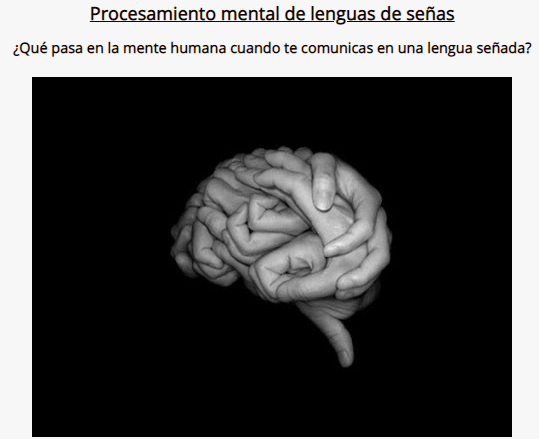 Procesamiento mental de lenguas de señas
¿Qué pasa en la mente humana cuando te comunicas en una lengua señada?